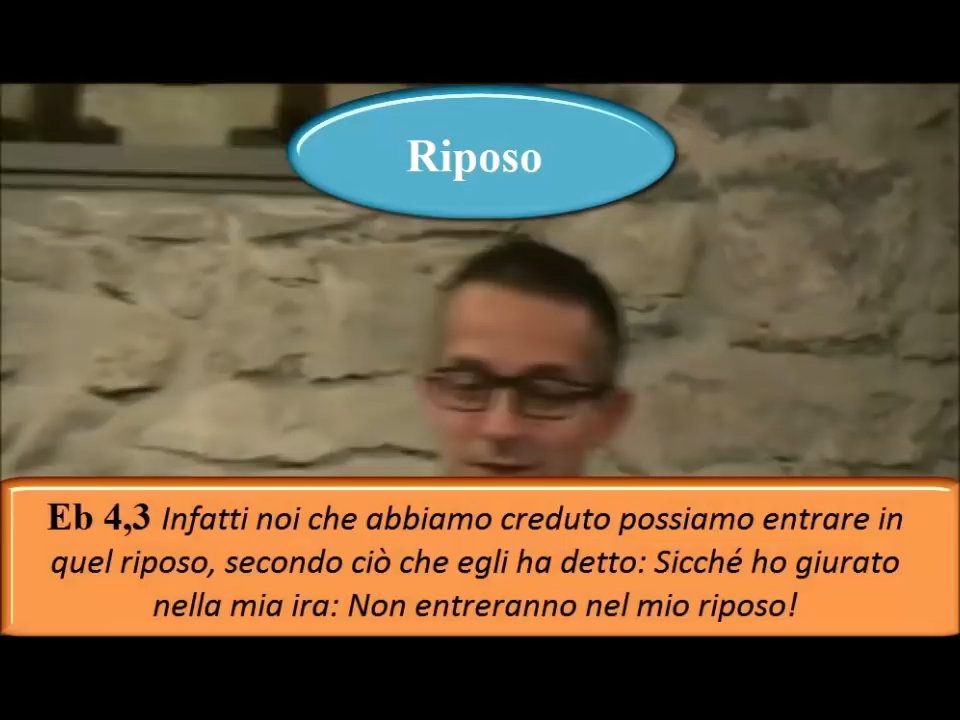 Riposo
Eb 4,3 Infatti noi che abbiamo creduto possiamo entrare in
quel riposo, secondo ciò che egli ha detto: Sicché ho giurato
nella mia ira: Non entreranno nel mio riposo!